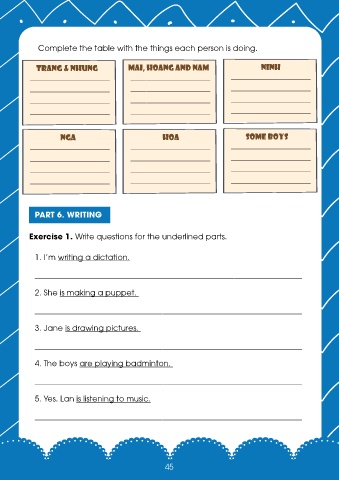 Complete the table with the things each person is doing.
TRANG & NHUNG
MAI, HOANG AND NAM
NINH
NGA
HOA
SOME BOYS
PART 6. WRITING
Exercise 1. Write questions for the underlined parts.
1. I'm writing a dictation.
2. She is making a puppet.
3. Jane is drawing pictures.
4. The boys are playing badminton.
5. Yes. Lan is listening to music.
45